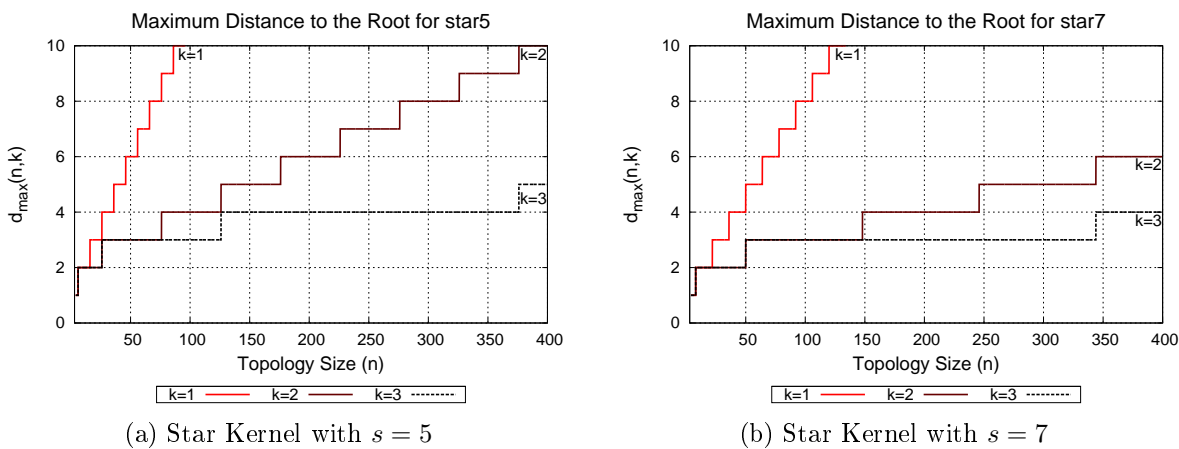 Maximum Distance to the Root for star5
10
8
6
4
2
0
d_max(n,k)
k=1
k=2
k=3
50 100 150 200 250 300 350 400
Topology Size (n)
k=1 k=2 k=3
(a) Star Kernel with s = 5
Maximum Distance to the Root for star7
10
8
6
4
2
0
d_max(n,k)
k=1
k=2
k=3
50 100 150 200 250 300 350 400
Topology Size (n)
k=1 k=2 k=3
(b) Star Kernel with s = 7